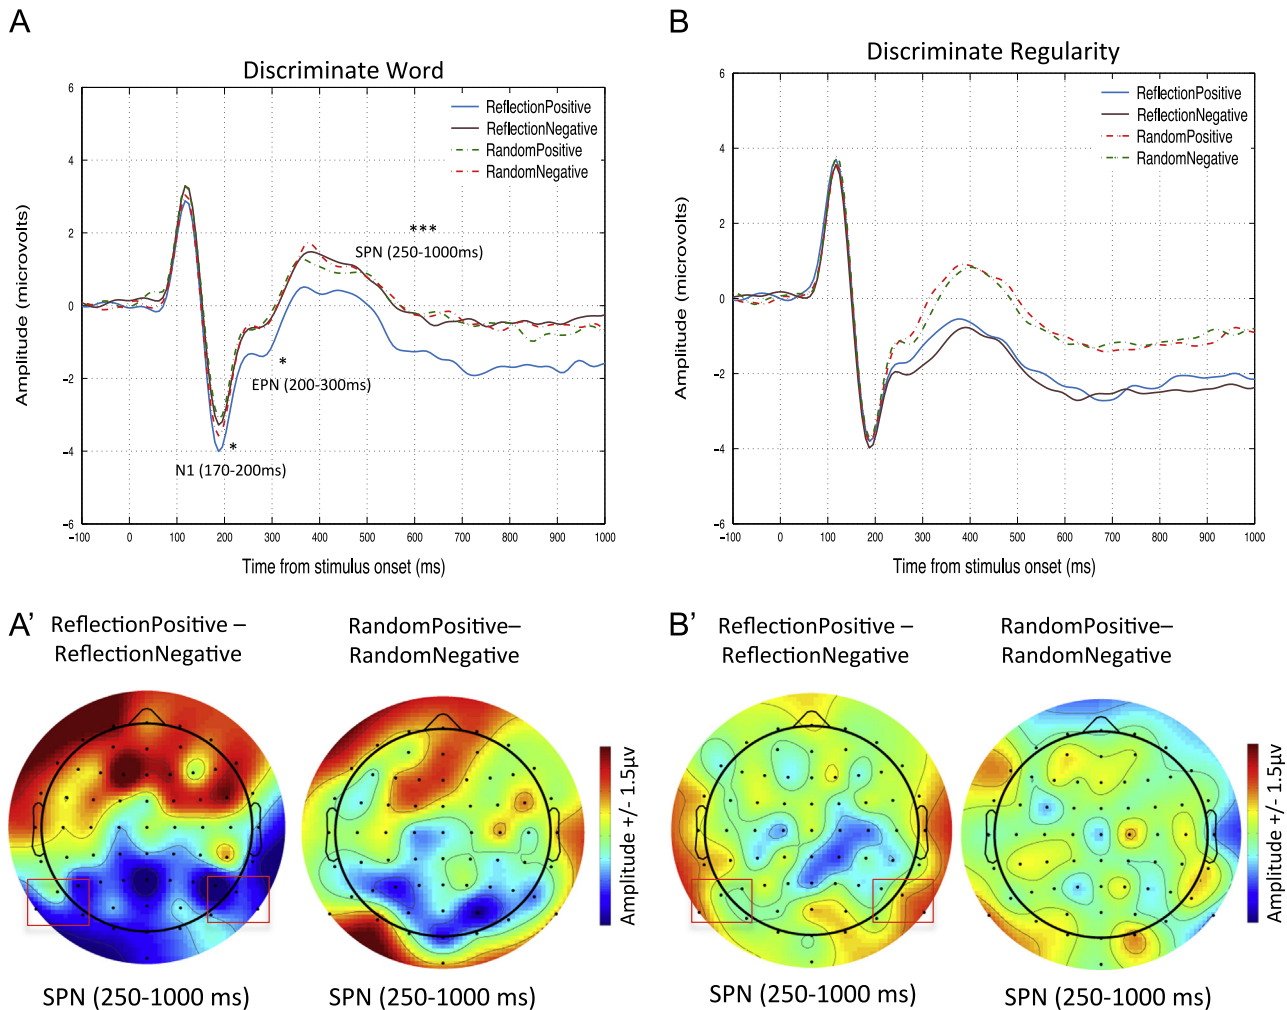 A
Discriminate Word
6
4
2
0
−2
−4
−6
Amplitude (microvolts)
ReflectionPositive
ReflectionNegative
RandomPositive
RandomNegative
***
SPN (250-1000ms)
*
EPN (200-300ms)
*
N1 (170-200ms)
−100 0 100 200 300 400 500 600 700 800 900 1000
Time from stimulus onset (ms)
B
Discriminate Regularity
6
4
2
0
−2
−4
−6
Amplitude (microvolts)
ReflectionPositive
ReflectionNegative
RandomPositive
RandomNegative
−100 0 100 200 300 400 500 600 700 800 900 1000
Time from stimulus onset (ms)
A’
ReflectionPositive –
ReflectionNegative
SPN (250-1000 ms)
RandomPositive–
RandomNegative
SPN (250-1000 ms)
Amplitude +/- 1.5μv
B’
ReflectionPositive –
ReflectionNegative
SPN (250-1000 ms)
RandomPositive–
RandomNegative
SPN (250-1000 ms)
Amplitude +/- 1.5μv